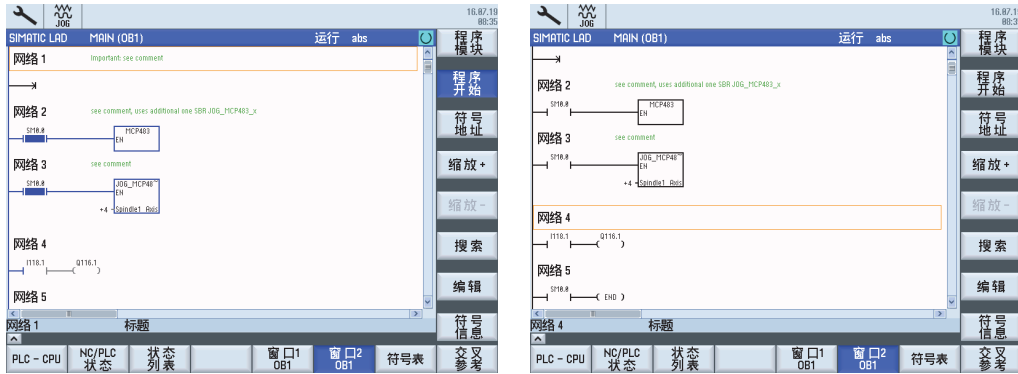 JOG
16.07.19
08:35
SIMATIC LAD MAIN (OB1) 运行 abs
网络 1 Important: see comment
网络 2 see comment, uses additional one SBR JOG_MCP483_x
SM0.0 MCP483
EN
网络 3 see comment
SM0.0 JOG_MCP48~
EN
+4 Spindle1_Axis
网络 4
I118.1 Q116.1
网络 5
网络 1 标题
程序
模块
程序
开始
符号
地址
缩放+
缩放-
搜索
编辑
符号
信息
PLC - CPU
NC/PLC
状态
状态
列表
窗口1
OB1
窗口2
OB1
符号表
交叉
参考
JOG
16.07.1
08:3
SIMATIC LAD MAIN (OB1) 运行 abs
网络 2 see comment, uses additional one SBR JOG_MCP483_x
SM0.0 MCP483
EN
网络 3 see comment
SM0.0 JOG_MCP48~
EN
+4 Spindle1_Axis
网络 4
I118.1 Q116.1
网络 5
SM0.0 END
网络 4 标题
程序
模块
程序
开始
符号
地址
缩放+
缩放-
搜索
编辑
符号
信息
PLC - CPU
NC/PLC
状态
状态
列表
窗口1
OB1
窗口2
OB1
符号表
交叉
参考